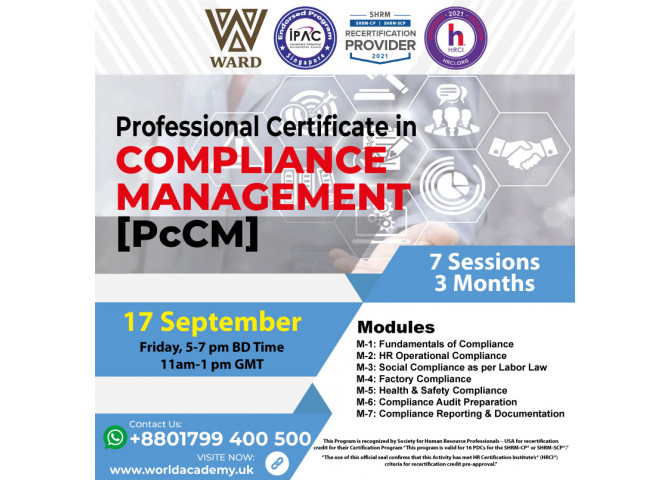 WARD
Endorsed Program
IPAC
Singapore
SHRM
SHRM-CP | SHRM-SCP
RECERTIFICATION
PROVIDER
2021
2021
h
HRCI
HRCI.ORG
Professional Certificate in
COMPLIANCE
MANAGEMENT
[PcCM]
7 Sessions
3 Months
17 September
Friday, 5-7 pm BD Time
11am-1 pm GMT
Modules
M-1: Fundamentals of Compliance
M-2: HR Operational Compliance
M-3: Social Compliance as per Labor Law
M-4: Factory Compliance
M-5: Health & Safety Compliance
M-6: Compliance Audit Preparation
M-7: Compliance Reporting & Documentation
Contact Us:
+8801799 400 500
VISITE NOW:
www.worldacademy.uk
This Program is recognized by Society for Human Resource Professionals – USA for recertification
credit for their Certification Program "This program is valid for 16 PDCs for the SHRM-CP® or SHRM-SCP®."
"The use of this official seal confirms that this Activity has met HR Certification Institute's® (HRCI®)
criteria for recertification credit pre-approval."